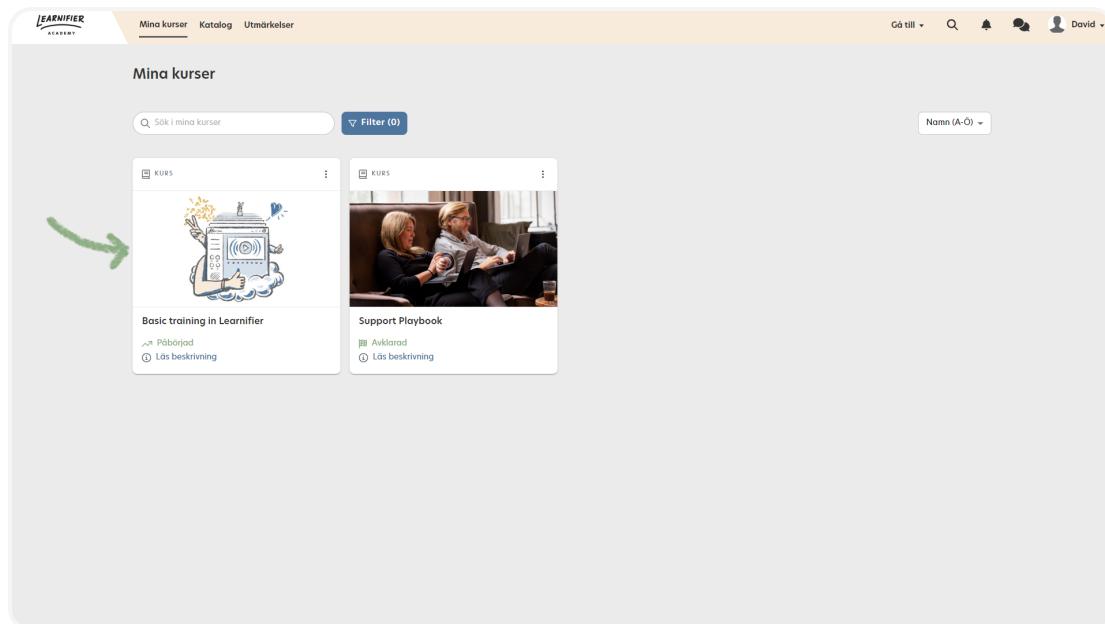 LEARNIFIER
ACADEMY
Mina kurser Katalog Utmärkelser
Gå till
David
Mina kurser
Sök i mina kurser
Filter (0)
Namn (A-Ö)
KURS
KURS
Basic training in Learnifier
Påbörjad
Läs beskrivning
Support Playbook
Avklarad
Läs beskrivning